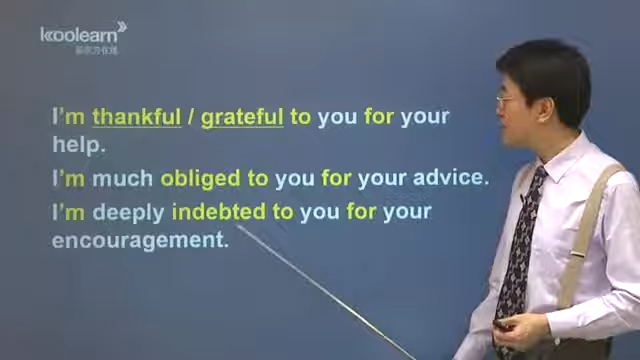 koolearn
新东方在线
I'm thankful / grateful to you for your
help.
I'm much obliged to you for your advice.
I'm deeply indebted to you for your
encouragement.